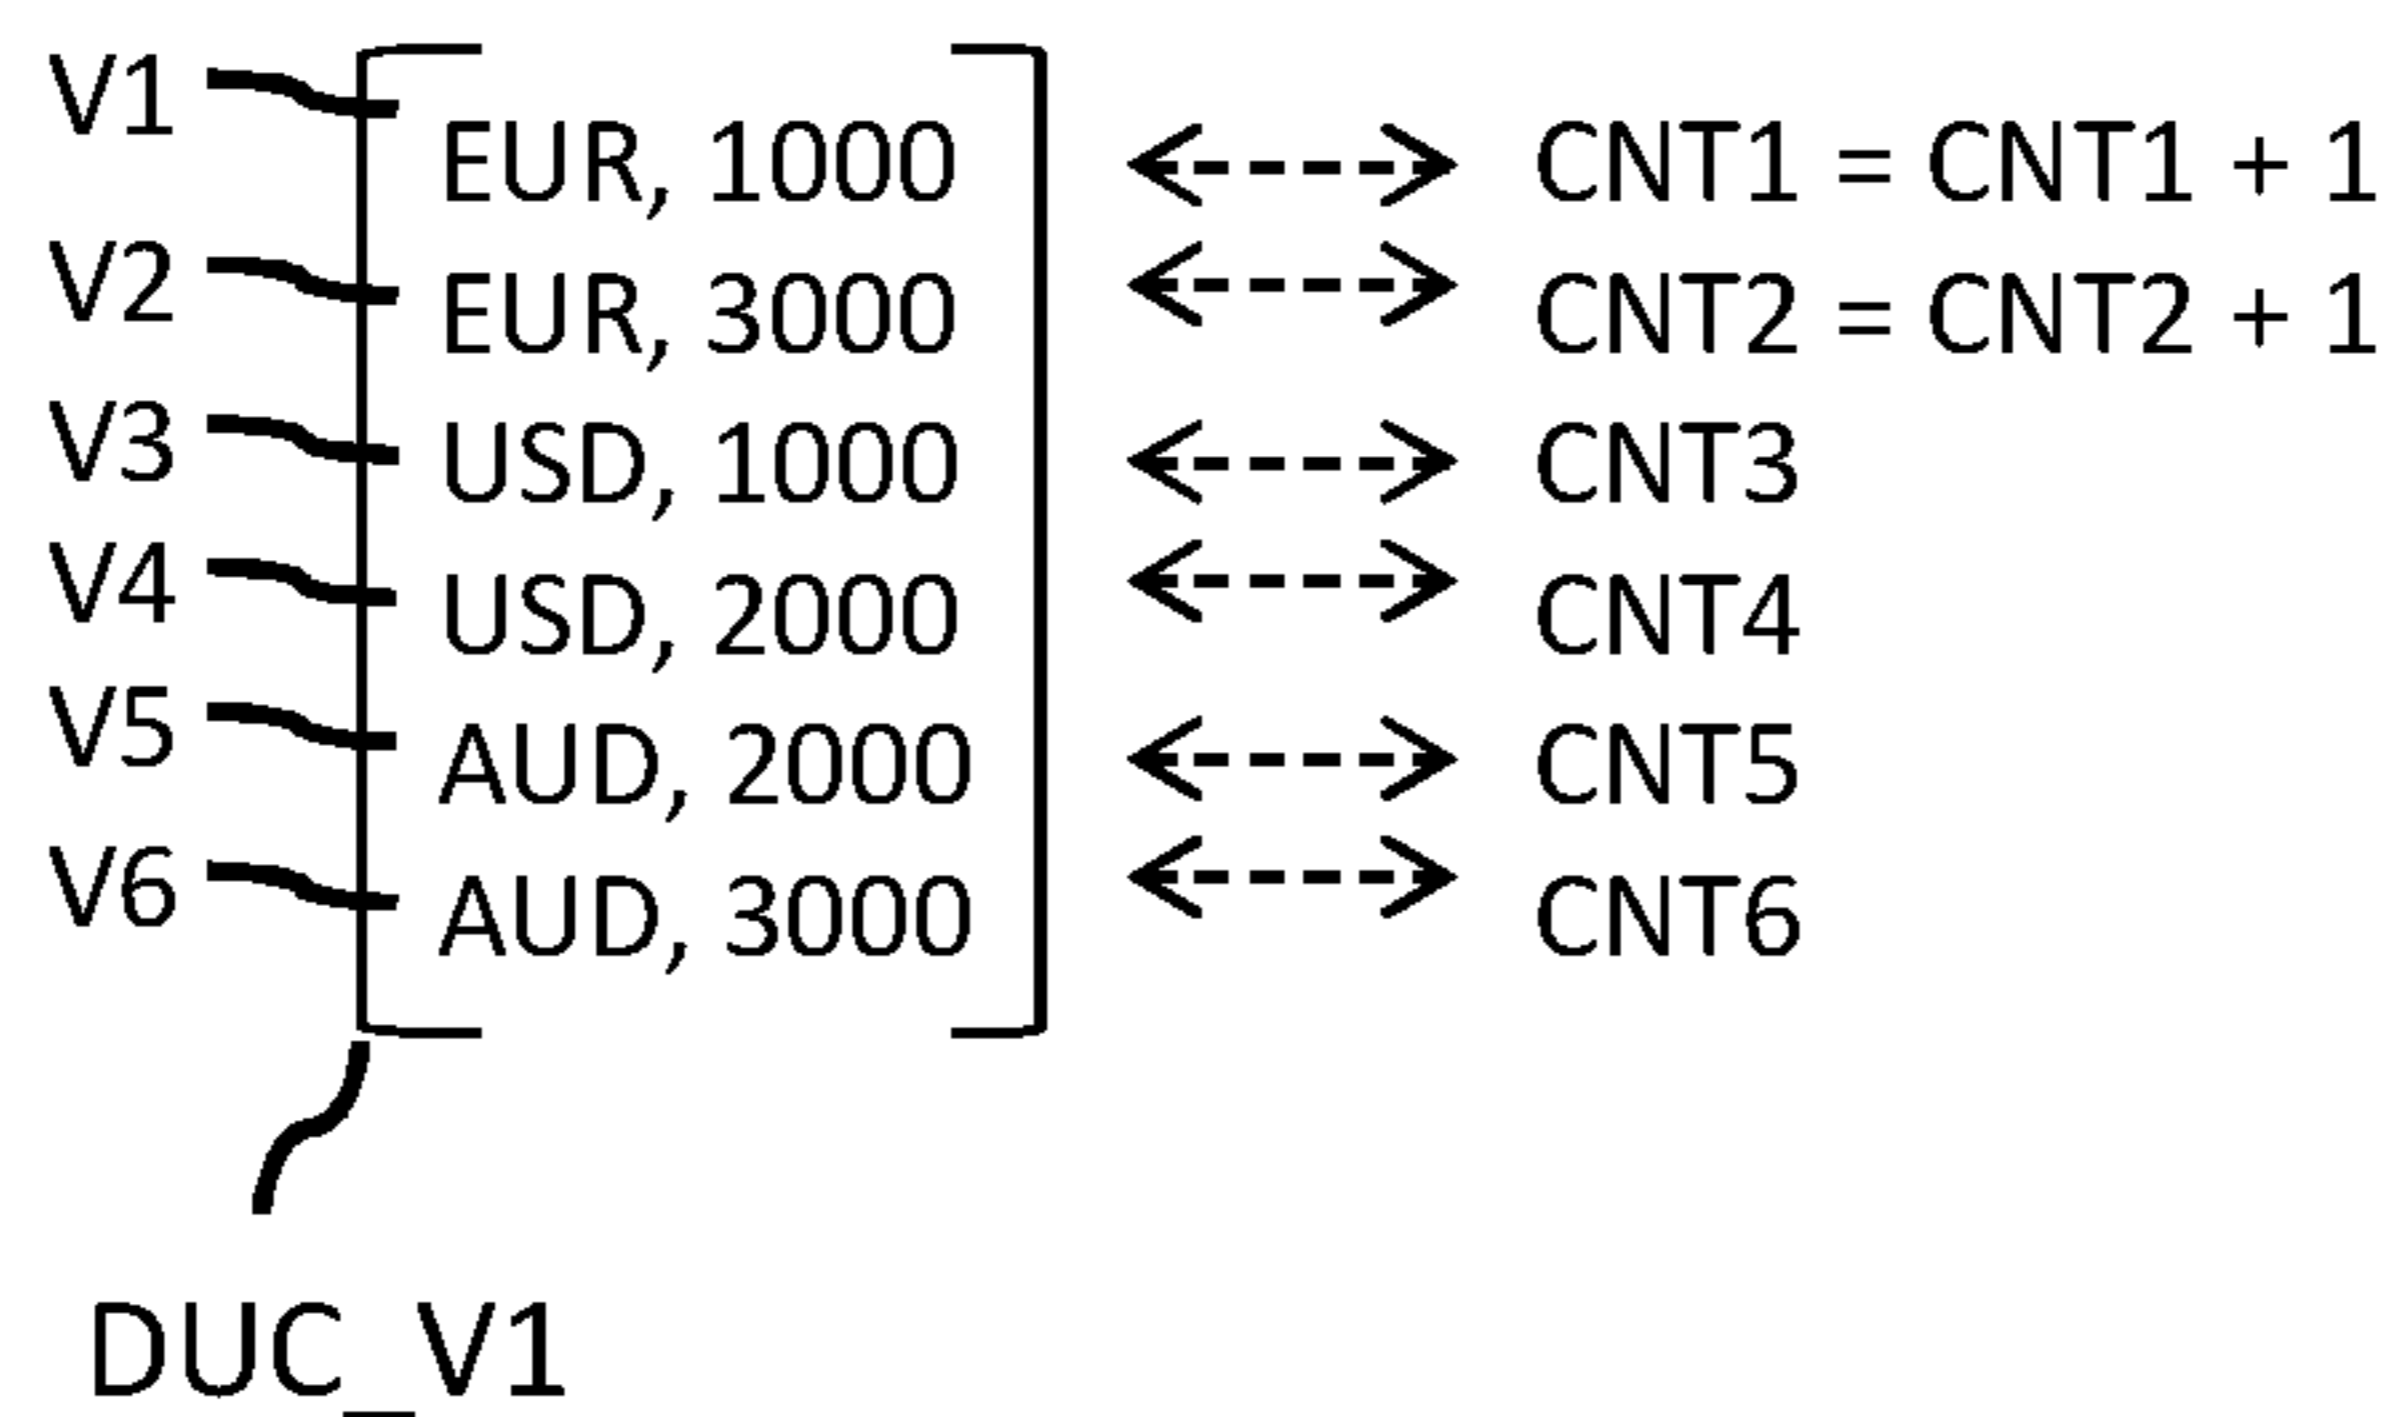 V1 EUR, 1000 CNT1 = CNT1 + 1
V2 EUR, 3000 CNT2 = CNT2 + 1
V3 USD, 1000 CNT3
V4 USD, 2000 CNT4
V5 AUD, 2000 CNT5
V6 AUD, 3000 CNT6
DUC_V1